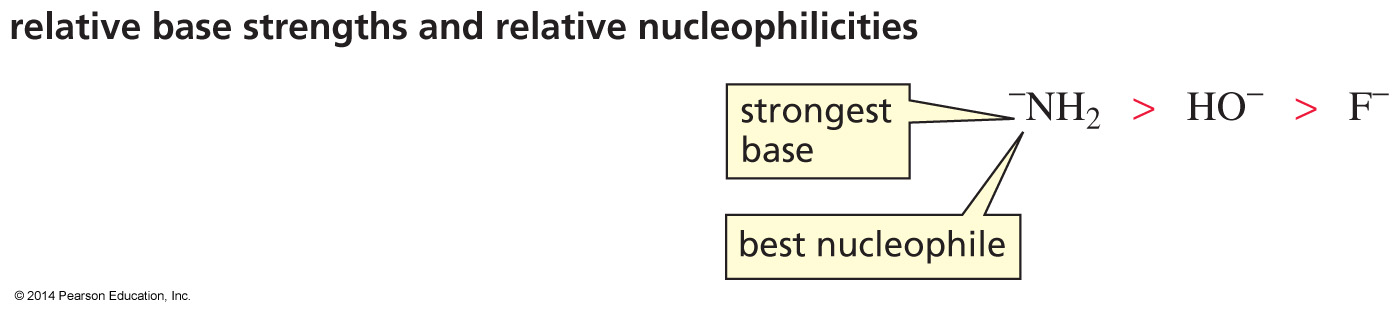 relative base strengths and relative nucleophilicities
strongest
base
⁻NH₂ > HO⁻ > F⁻
best nucleophile
© 2014 Pearson Education, Inc.